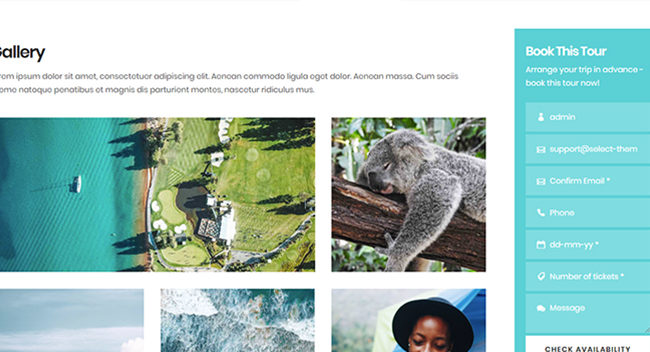 Gallery
rem ipsum dolor sit amet, consectetuer adipiscing elit. Aenean commodo ligula eget dolor. Aenean massa. Cum sociis
eme natoque penatibus et magnis dis parturient montes, nascetur ridiculus mus.
Book This Tour
Arrange your trip in advance -
book this tour now!
admin
support@select-them
Confirm Email *
Phone
dd-mm-yy *
Number of tickets *
Message
CHECK AVAILABILITY